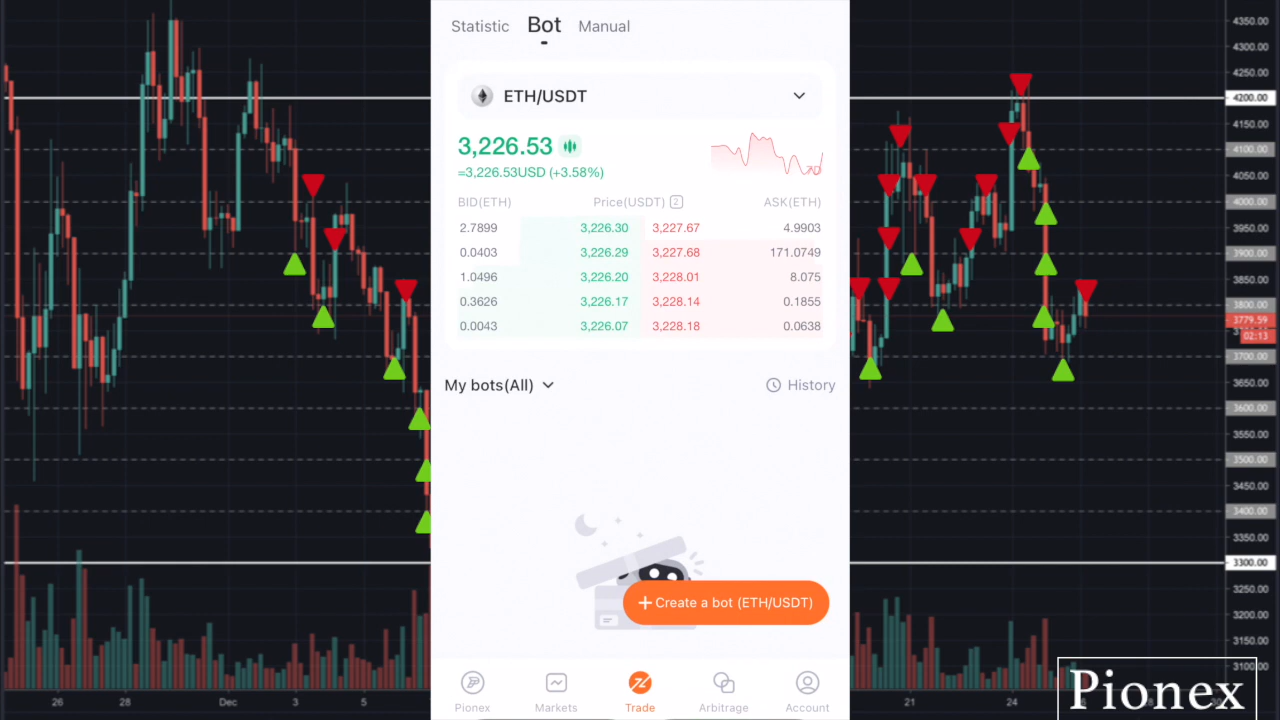 Statistic Bot Manual
ETH/USDT
3,226.53
=3,226.53USD (+3.58%)
7D
BID(ETH) Price(USDT) 2 ASK(ETH)
2.7899 3,226.30 3,227.67 4.9903
0.0403 3,226.29 3,227.68 171.0749
1.0496 3,226.20 3,228.01 8.075
0.3626 3,226.17 3,228.14 0.1855
0.0043 3,226.07 3,228.18 0.0638
My bots(All) History
+ Create a bot (ETH/USDT)
Pionex Markets Trade Arbitrage Account
4350.00
4300.00
4250.00
4200.00
4150.00
4100.00
4050.00
4000.00
3950.00
3900.00
3850.00
3800.00
3779.59
02:13
3700.00
3650.00
3600.00
3550.00
3500.00
3450.00
3400.00
3350.00
3300.00
3250.00
3200.00
3150.00
26 28 Dec 3 5 21 24
Pionex